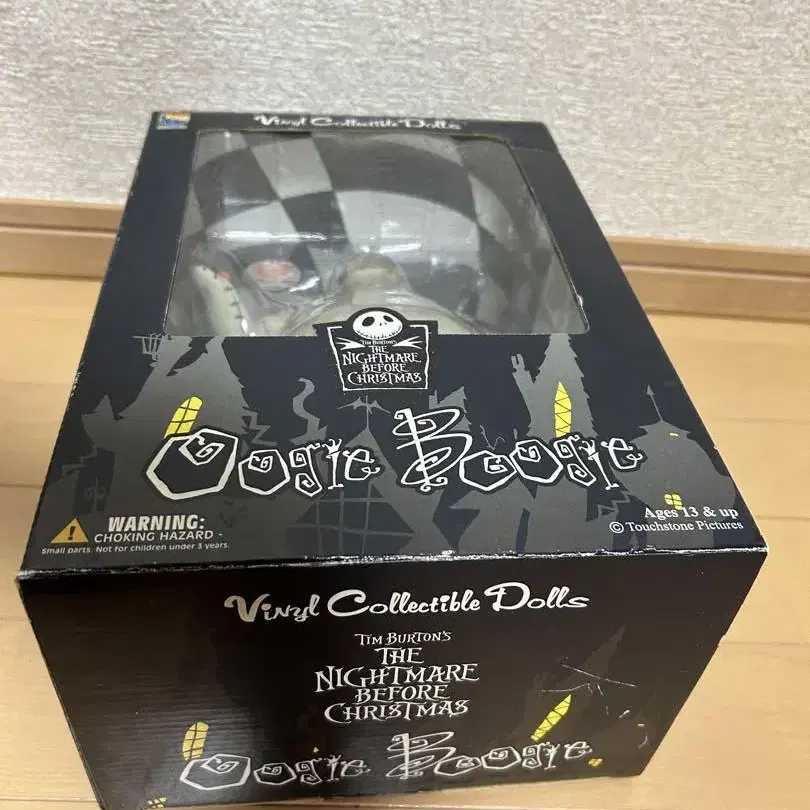 Vinyl Collectible Dolls
TIM BURTON'S
THE
NIGHTMARE
BEFORE
CHRISTMAS
Oogie Boogie
WARNING:
CHOKING HAZARD -
Small parts. Not for children under 3 years.
Ages 13 & up
© Touchstone Pictures
Vinyl Collectible Dolls
TIM BURTON'S
THE
NIGHTMARE
BEFORE
CHRISTMAS
Oogie Boogie